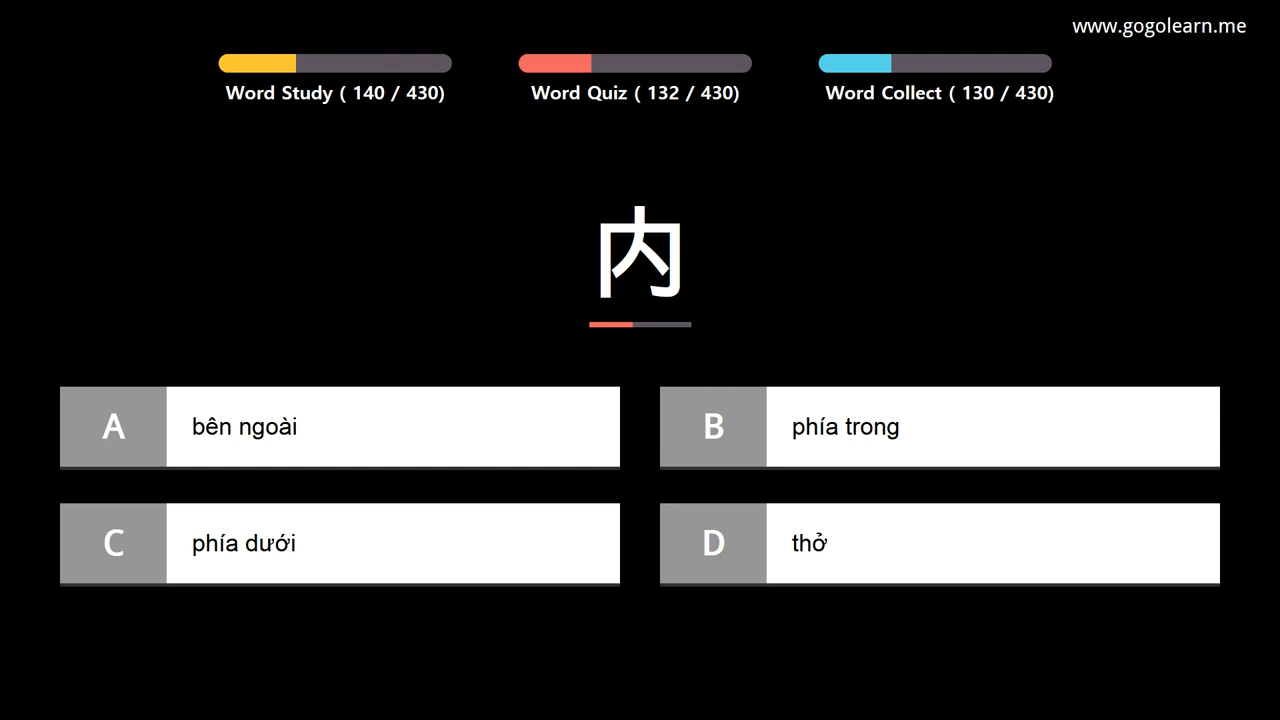 www.gogolearn.me
Word Study ( 140 / 430)
Word Quiz ( 132 / 430)
Word Collect ( 130 / 430)
内
A bên ngoài
B phía trong
C phía dưới
D thở